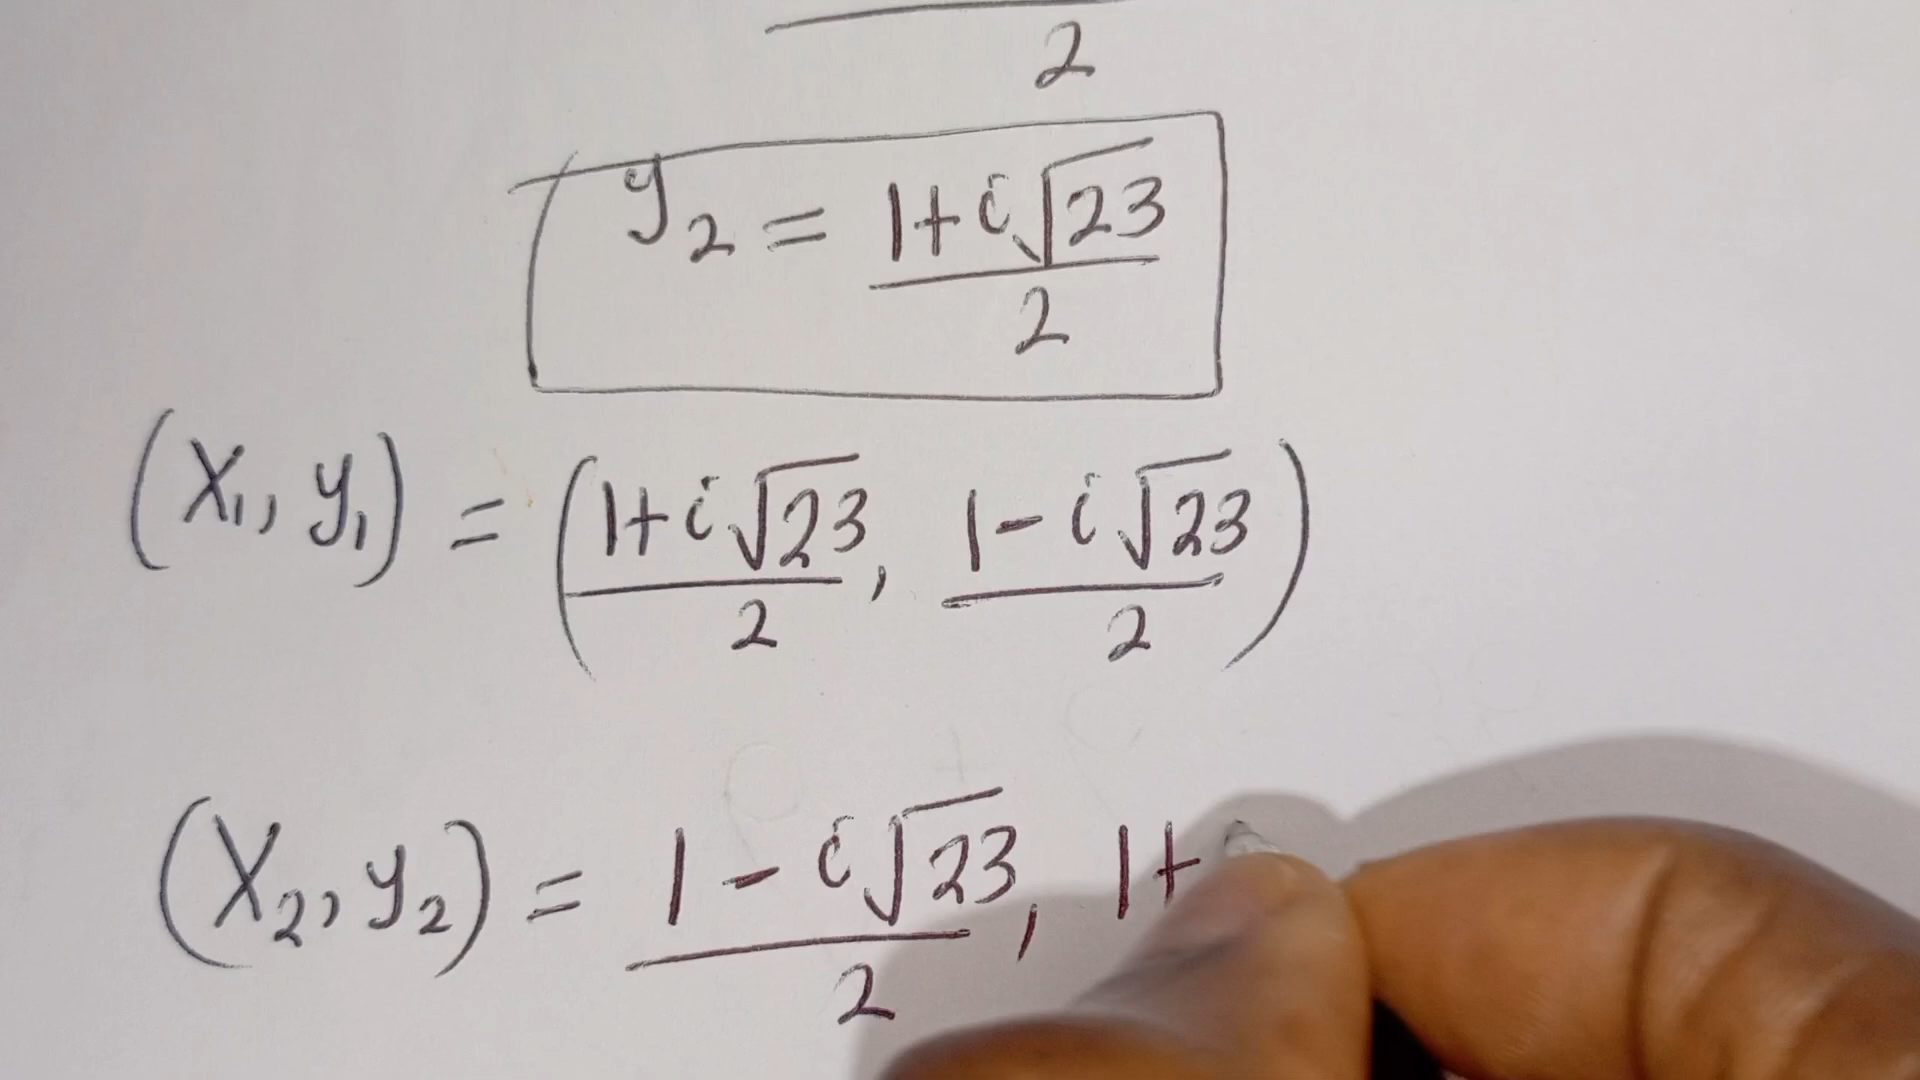 2
y₂ = (1+i√23)/2
(x₁, y₁) = ((1+i√23)/2, (1-i√23)/2)
(x₂, y₂) = (1-i√23)/2, 1+